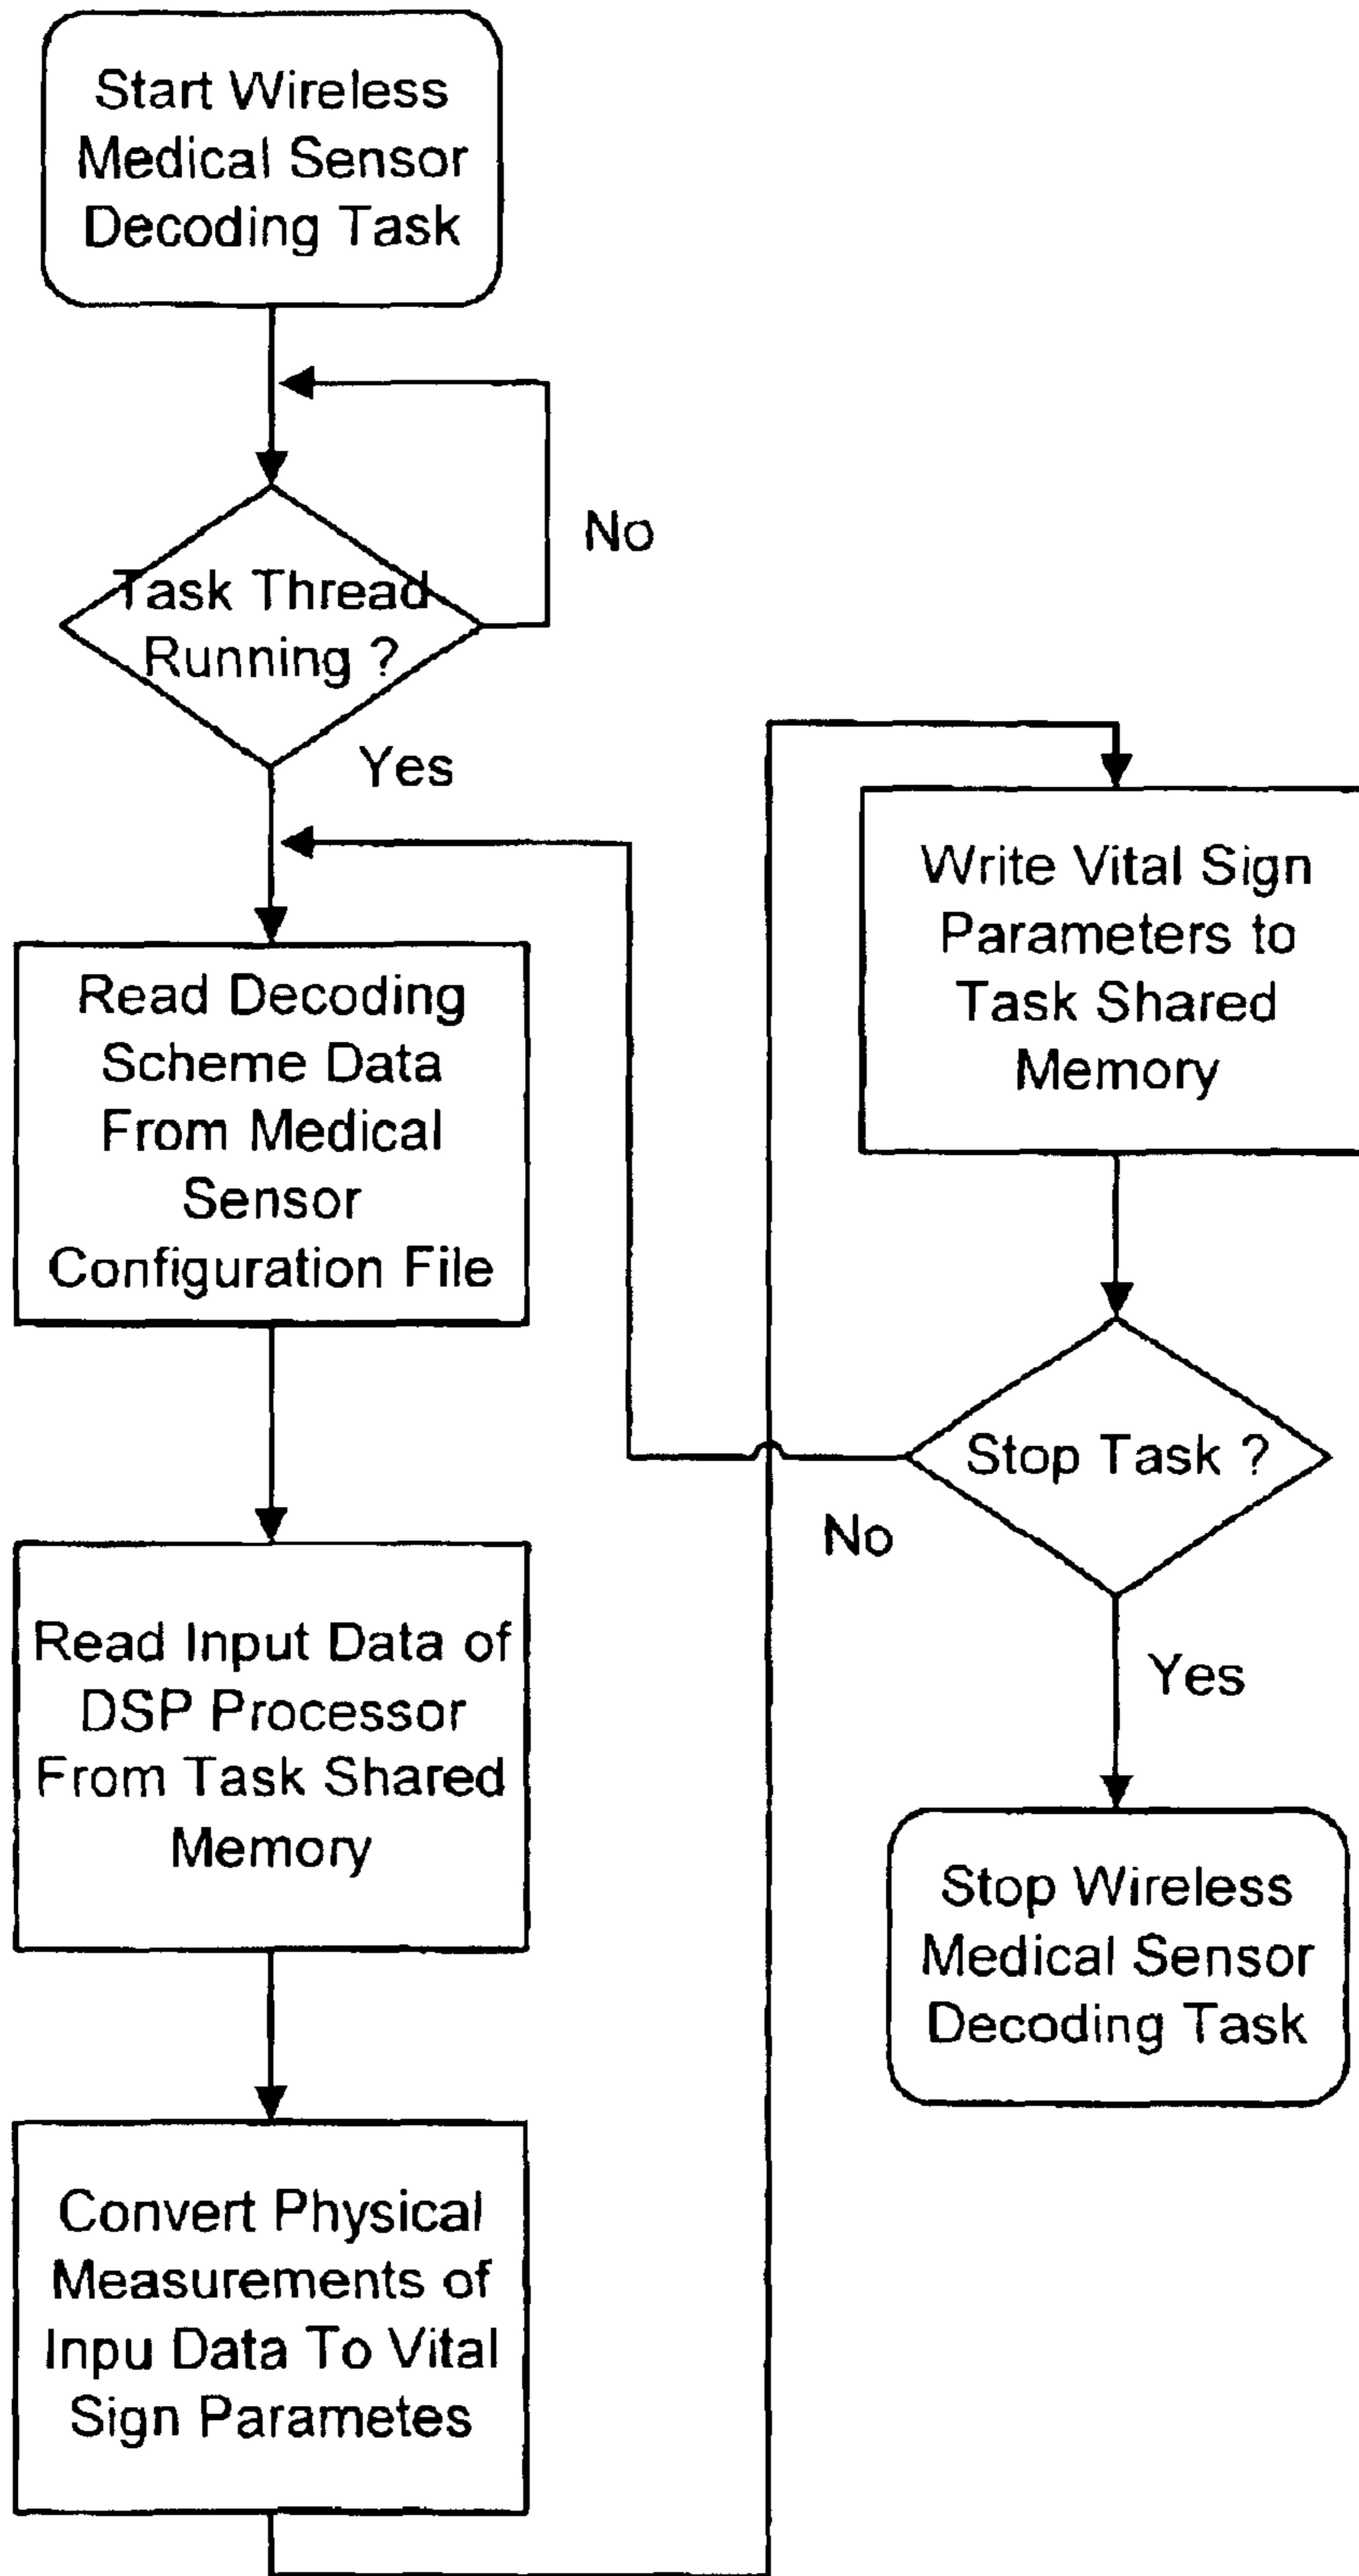 Start Wireless
Medical Sensor
Decoding Task
No
Task Thread
Running ?
Yes
Read Decoding
Scheme Data
From Medical
Sensor
Configuration File
Read Input Data of
DSP Processor
From Task Shared
Memory
Convert Physical
Measurements of
Inpu Data To Vital
Sign Parametes
Write Vital Sign
Parameters to
Task Shared
Memory
Stop Task ?
No
Yes
Stop Wireless
Medical Sensor
Decoding Task